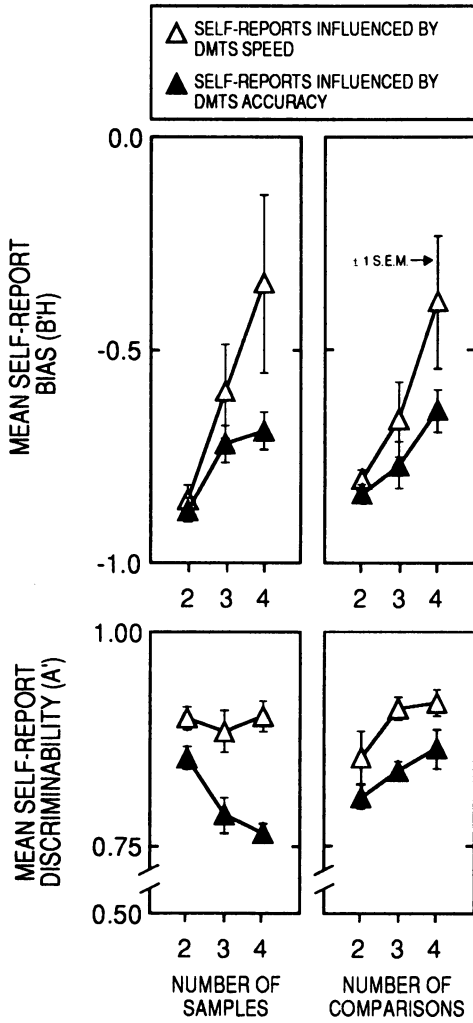 SELF-REPORTS INFLUENCED BY
DMTS SPEED
SELF-REPORTS INFLUENCED BY
DMTS ACCURACY
MEAN SELF-REPORT
BIAS (B'H)
0.0
-0.5
-1.0
2 3 4
± 1 S.E.M.
2 3 4
MEAN SELF-REPORT
DISCRIMINABILITY (A')
1.00
0.75
0.50
2 3 4
NUMBER OF
SAMPLES
2 3 4
NUMBER OF
COMPARISONS